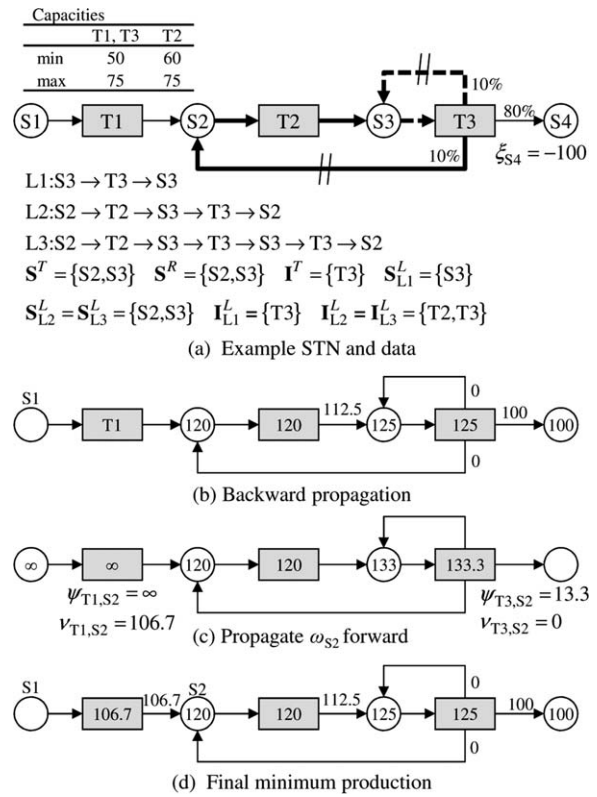 Capacities
T1, T3 T2
min 50 60
max 75 75
10%
S1 T1 S2 T2 S3 T3 80% S4
10%
ξS4 = −100
L1:S3 → T3 → S3
L2:S2 → T2 → S3 → T3 → S2
L3:S2 → T2 → S3 → T3 → S3 → T3 → S2
S^T = {S2,S3} S^R = {S2,S3} I^T = {T3} S^L_L1 = {S3}
S^L_L2 = S^L_L3 = {S2,S3} I^L_L1 = {T3} I^L_L2 = I^L_L3 = {T2,T3}
(a) Example STN and data
S1 0
T1 120 120 112.5 125 125 100 100
0
(b) Backward propagation
∞ ∞ 120 120 133 133.3
ψT1,S2 = ∞ ψT3,S2 = 13.3
νT1,S2 = 106.7 νT3,S2 = 0
(c) Propagate ωS2 forward
S1 S2 0
106.7 106.7 120 120 112.5 125 125 100 100
0
(d) Final minimum production